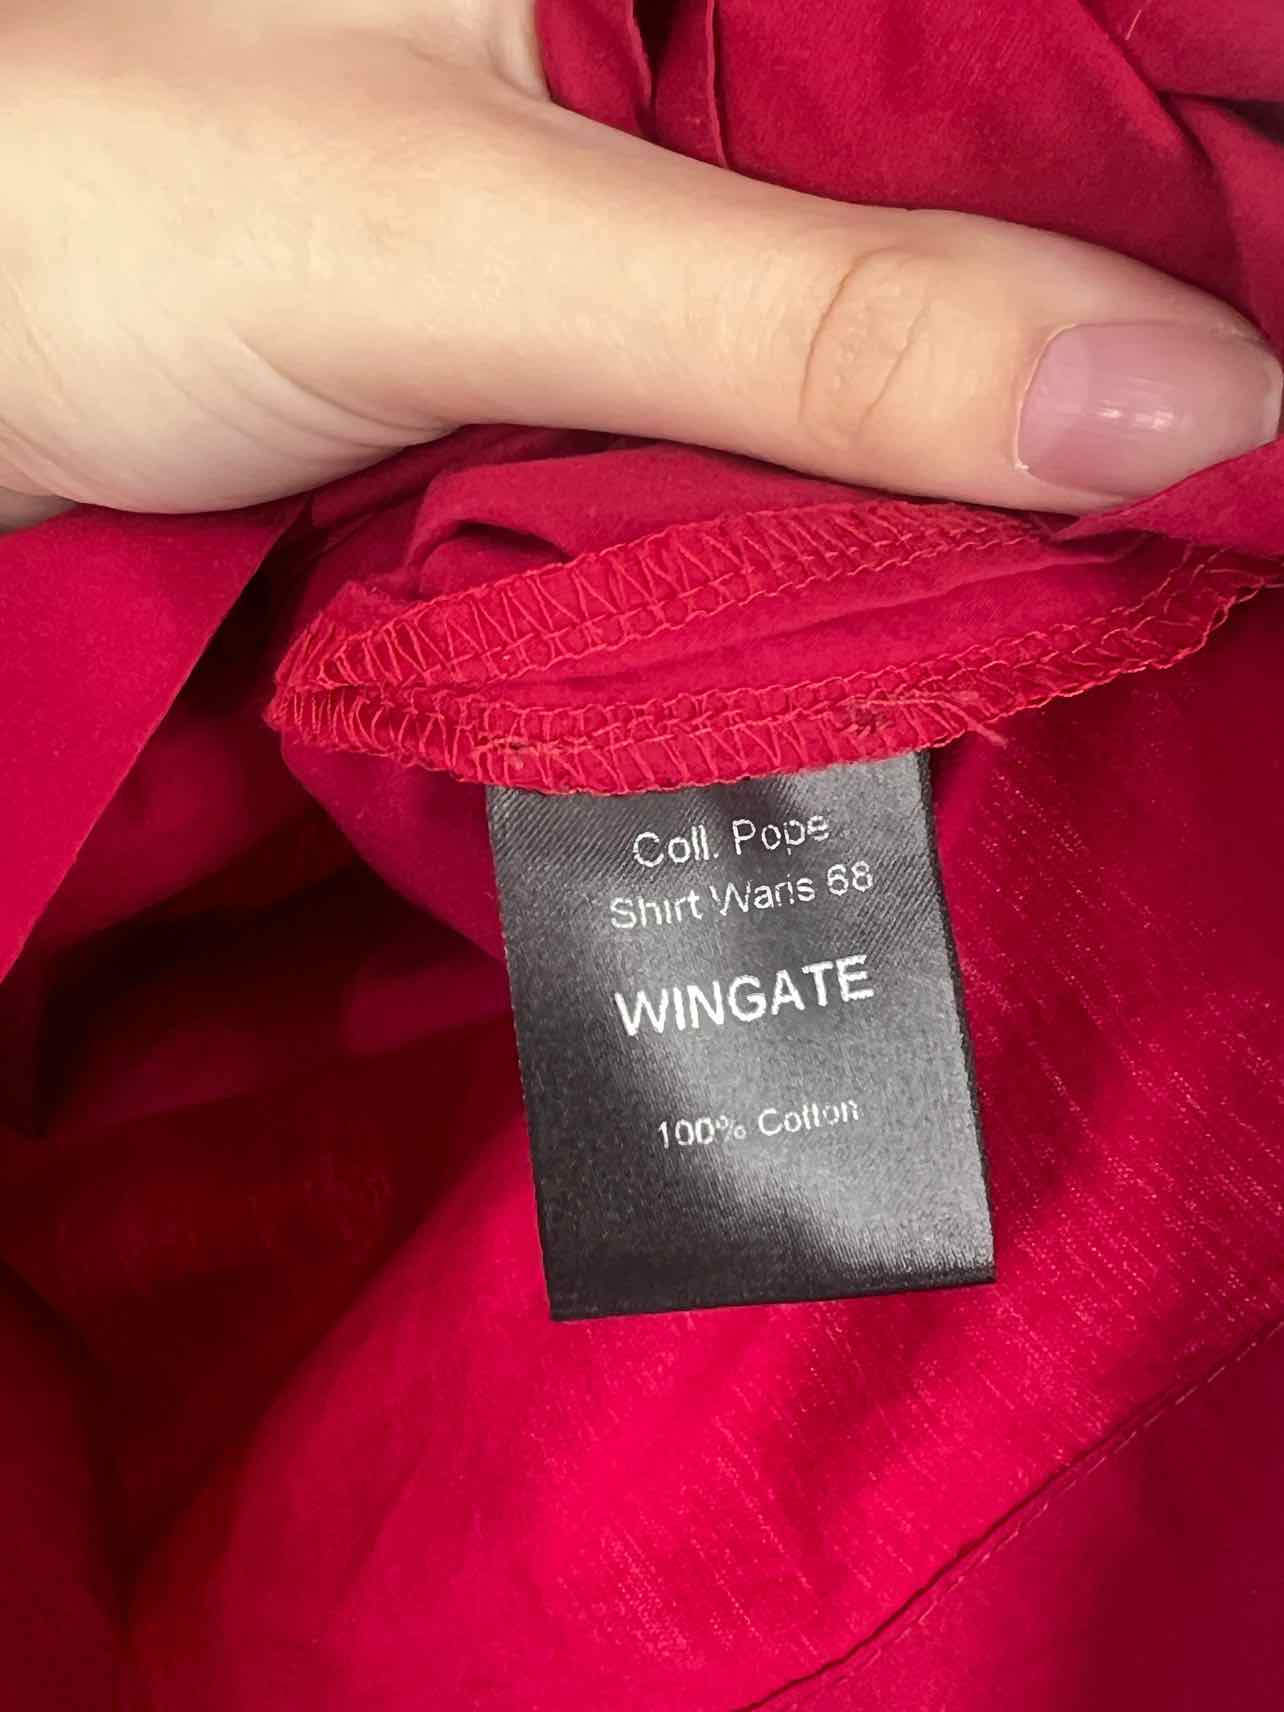 Coll. Pope
Shirt Waris 68
WINGATE
100% Cotton